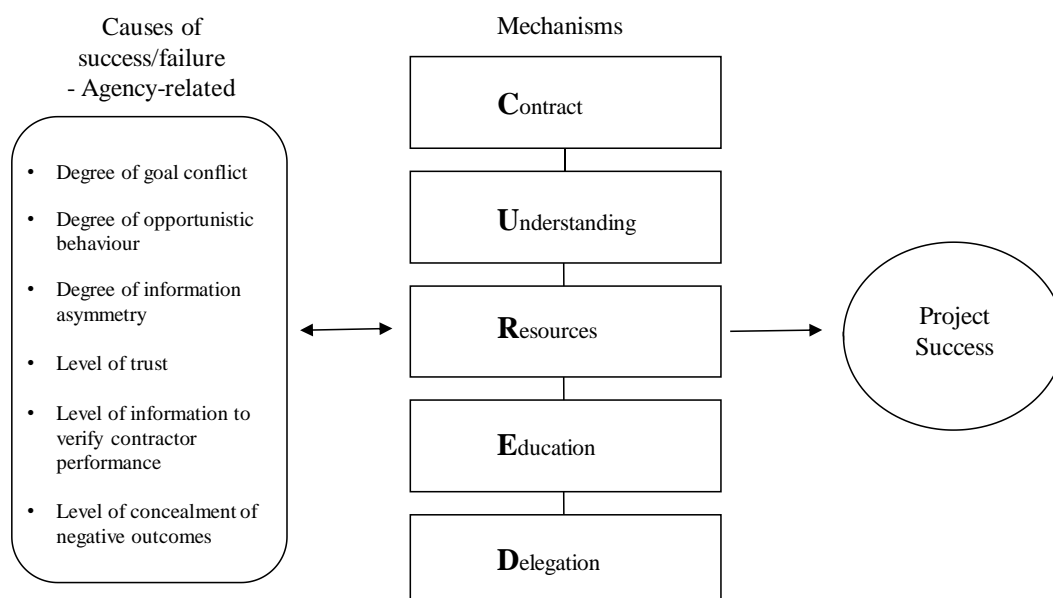 Causes of
success/failure
- Agency-related
• Degree of goal conflict
• Degree of opportunistic
behaviour
• Degree of information
asymmetry
• Level of trust
• Level of information to
verify contractor
performance
• Level of concealment of
negative outcomes
Mechanisms
Contract
Understanding
Resources
Education
Delegation
Project
Success